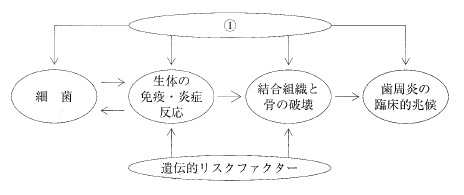 ①
細　菌
生体の
免疫・炎症
反応
結合組織と
骨の破壊
歯周炎の
臨床的兆候
遺伝的リスクファクター